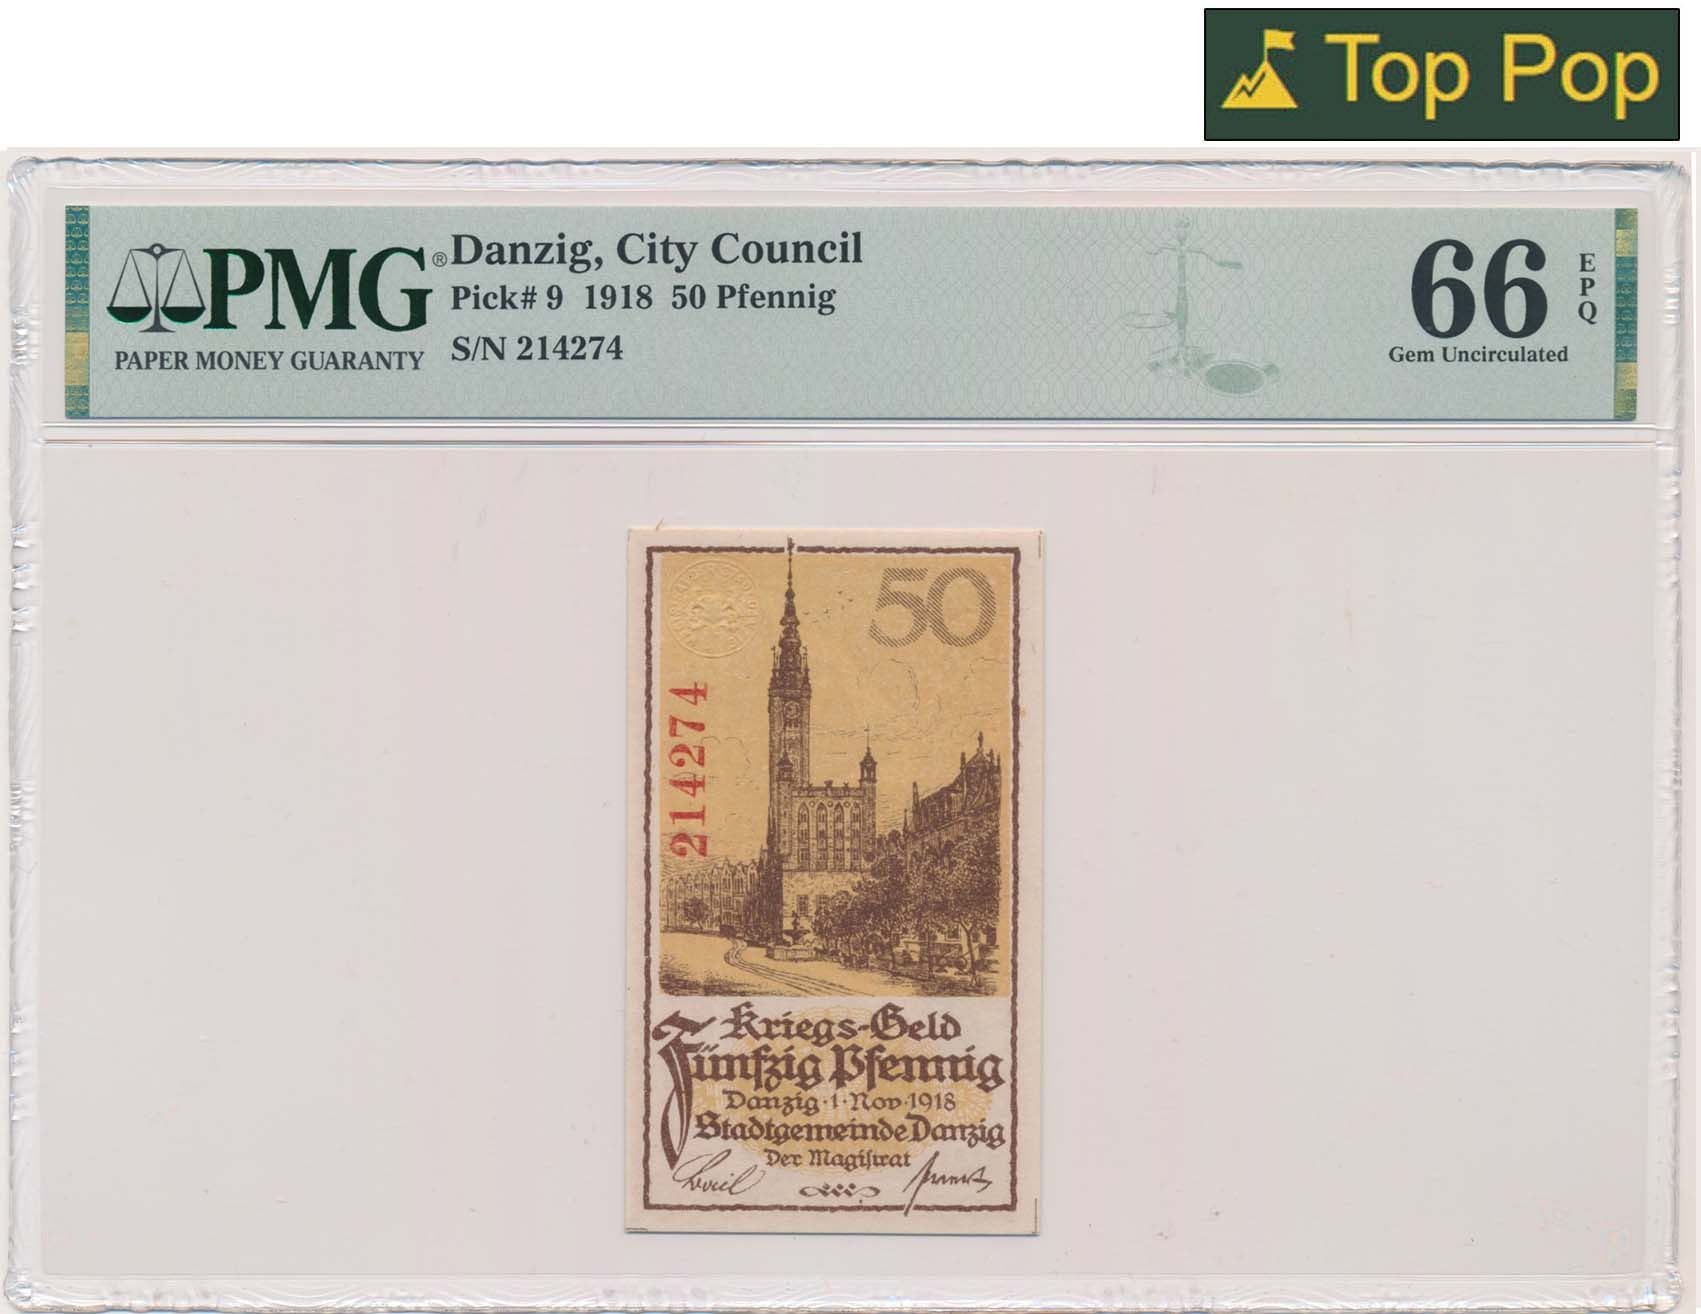 Top Pop
PMG®
PAPER MONEY GUARANTY
Danzig, City Council
Pick# 9 1918 50 Pfennig
S/N 214274
66 EPQ
Gem Uncirculated
50
214274
Kriegs-Geld
Fünfzig Pfennig
Danzig·1·Nov·1918
Stadtgemeinde Danzig
Der Magistrat